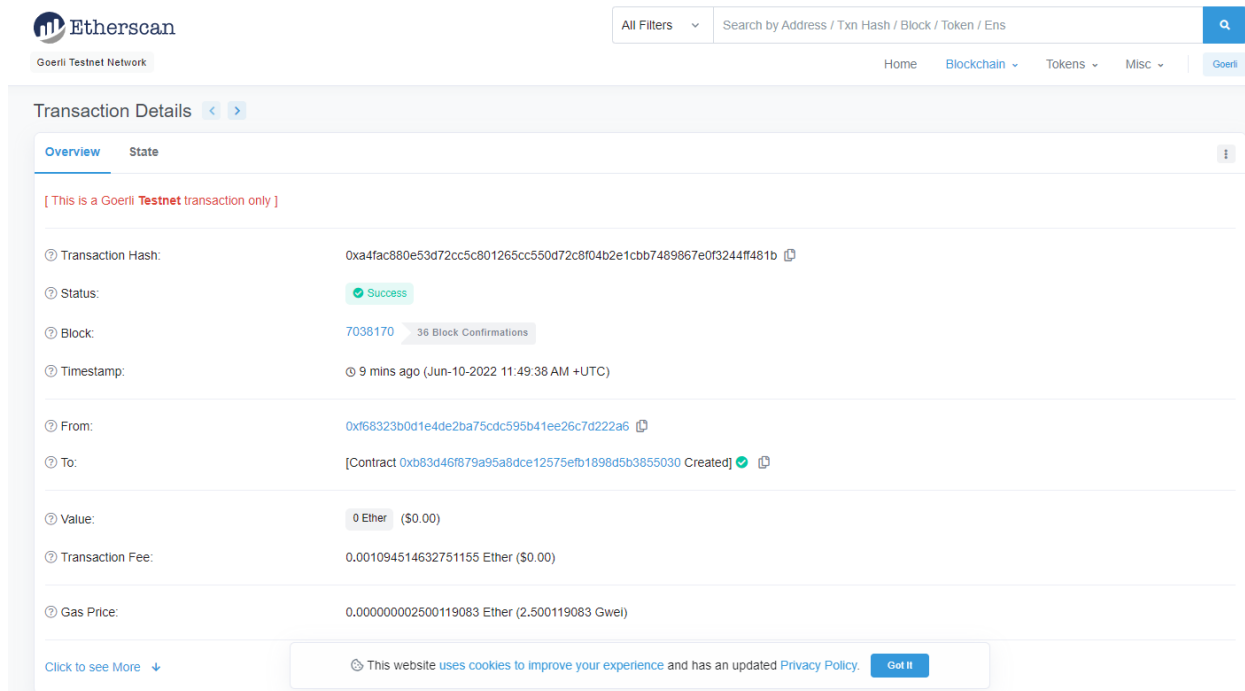 Etherscan
All Filters
Search by Address / Txn Hash / Block / Token / Ens
Goerli Testnet Network
Home Blockchain Tokens Misc Goerli
Transaction Details
Overview State
[ This is a Goerli Testnet transaction only ]
Transaction Hash: 0xa4fac880e53d72cc5c801265cc550d72c8f04b2e1cbb7489867e0f3244ff481b
Status: Success
Block: 7038170 36 Block Confirmations
Timestamp: 9 mins ago (Jun-10-2022 11:49:38 AM +UTC)
From: 0xf68323b0d1e4de2ba75cdc595b41ee26c7d222a6
To: [Contract 0xb83d46f879a95a8dce12575efb1898d5b3855030 Created]
Value: 0 Ether ($0.00)
Transaction Fee: 0.001094514632751155 Ether ($0.00)
Gas Price: 0.000000002500119083 Ether (2.500119083 Gwei)
Click to see More
This website uses cookies to improve your experience and has an updated Privacy Policy. Got It